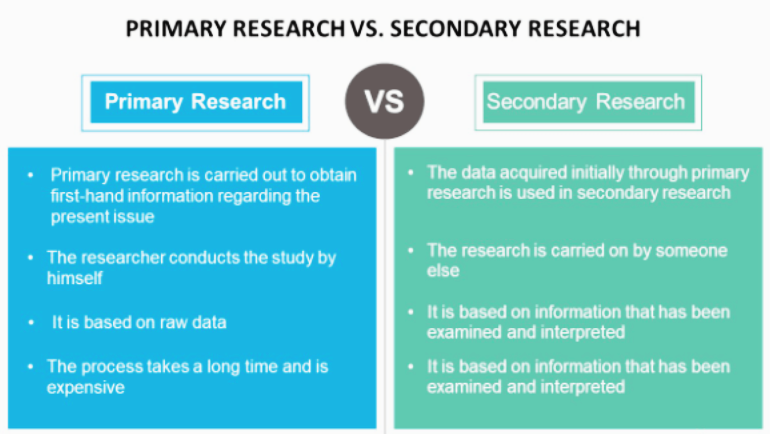 PRIMARY RESEARCH VS. SECONDARY RESEARCH
Primary Research
VS
Secondary Research
• Primary research is carried out to obtain
first-hand information regarding the
present issue
• The researcher conducts the study by
himself
• It is based on raw data
• The process takes a long time and is
expensive
• The data acquired initially through primary
research is used in secondary research
• The research is carried on by someone
else
• It is based on information that has been
examined and interpreted
• It is based on information that has been
examined and interpreted